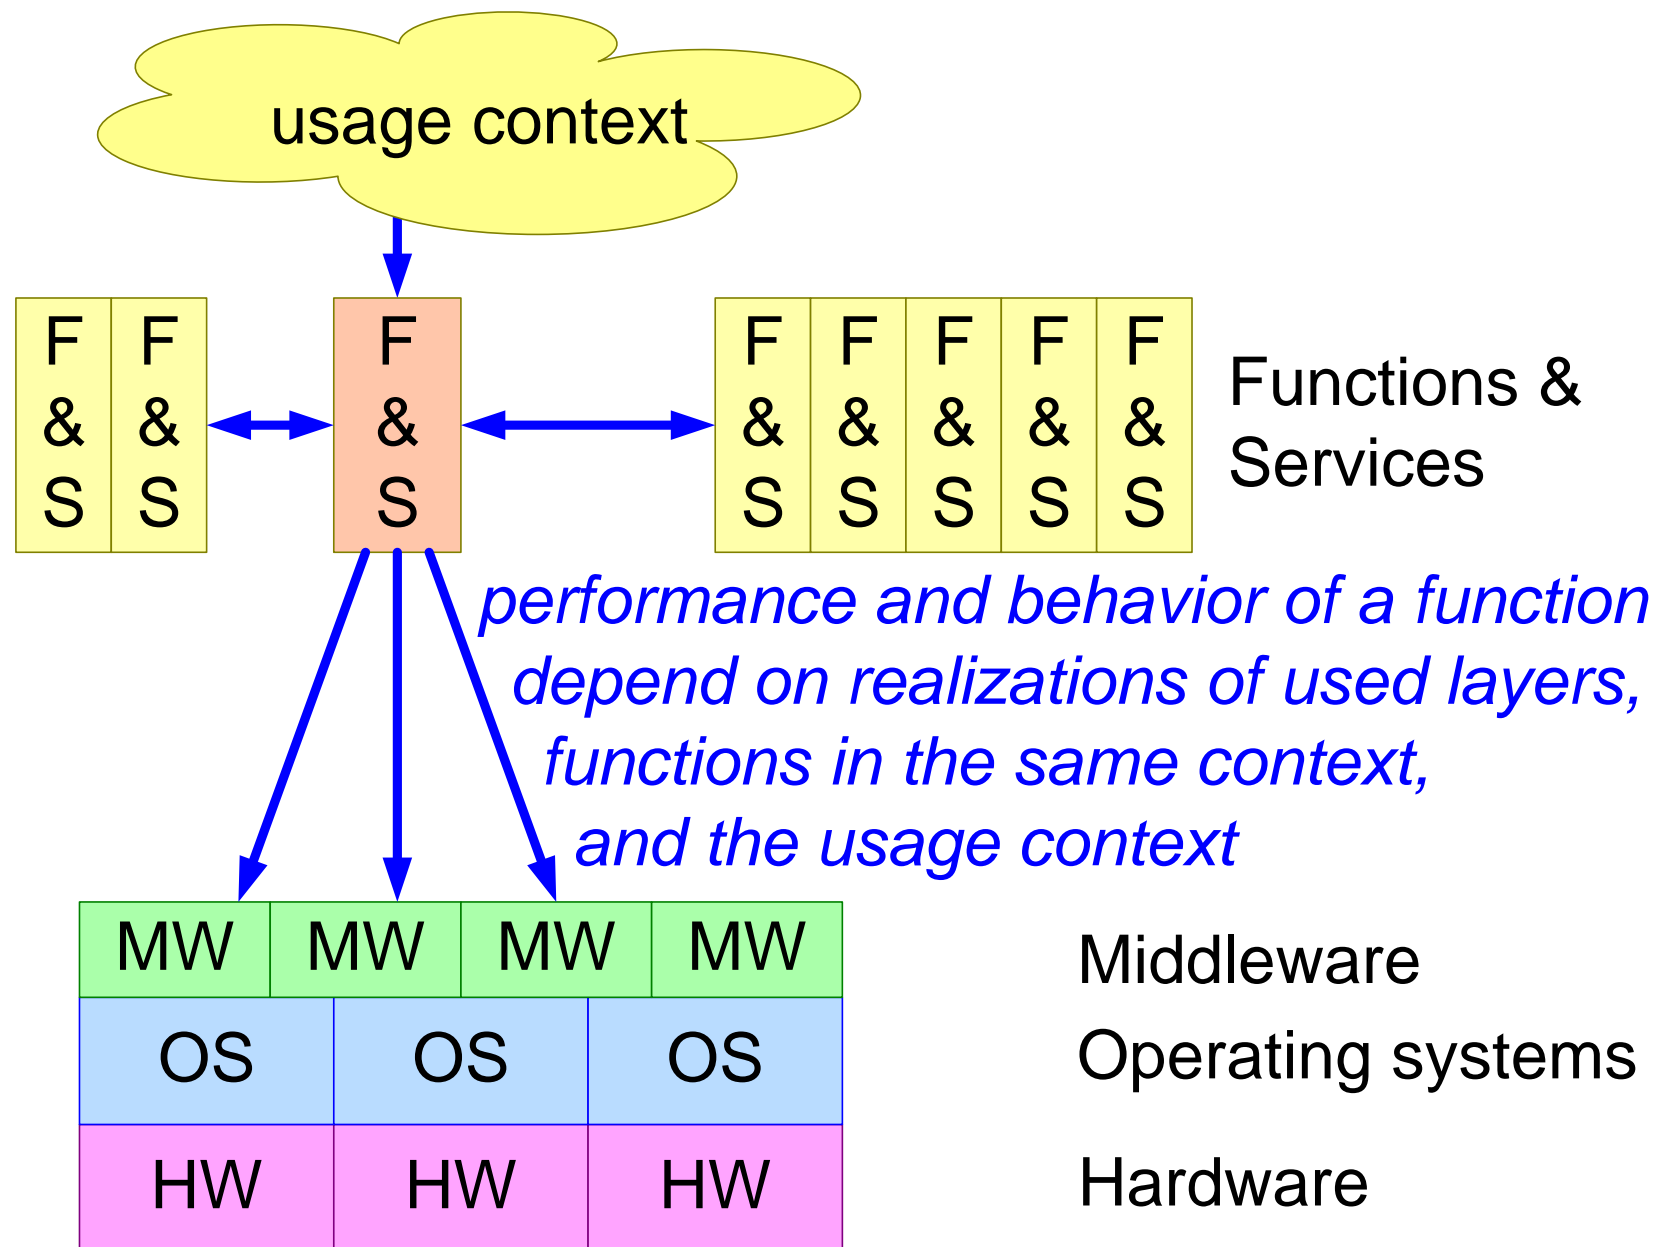 usage context
F F F F F F F F
& & & & & & & &
S S S S S S S S
Functions &
Services
performance and behavior of a function
depend on realizations of used layers,
functions in the same context,
and the usage context
MW MW MW MW
Middleware
OS OS OS
Operating systems
HW HW HW
Hardware